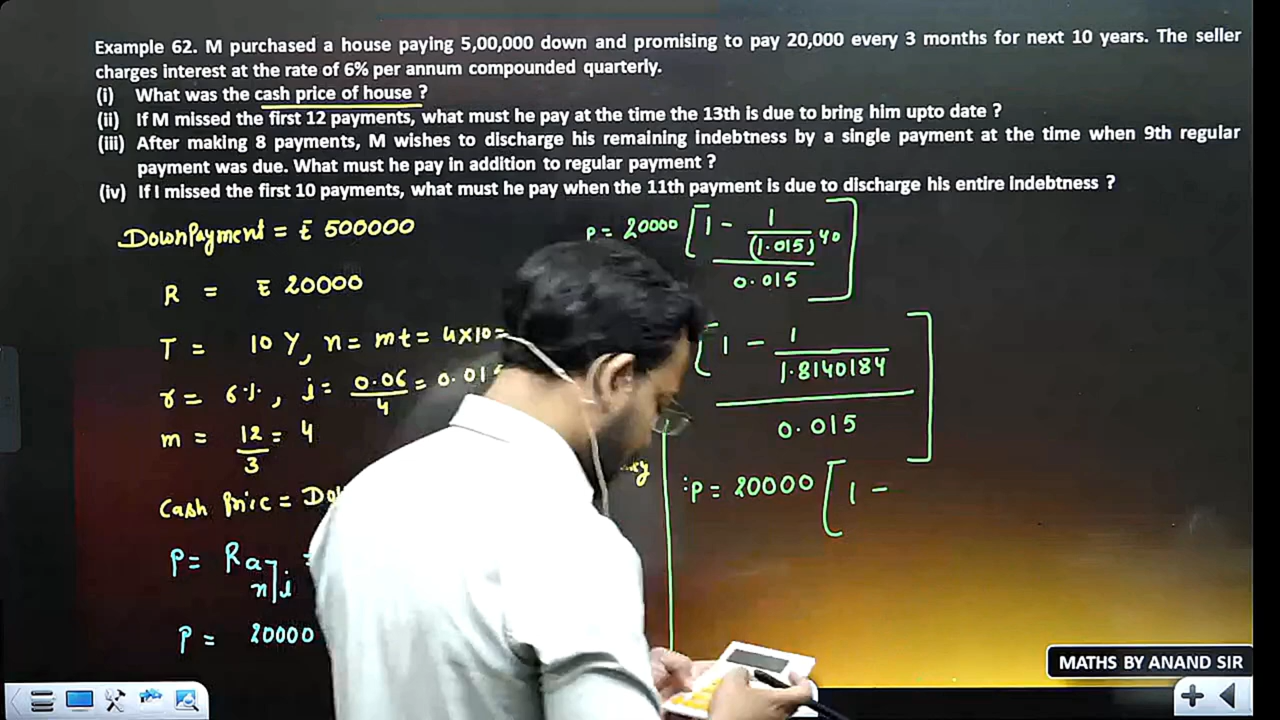 Example 62. M purchased a house paying 5,00,000 down and promising to pay 20,000 every 3 months for next 10 years. The seller
charges interest at the rate of 6% per annum compounded quarterly.
(i) What was the cash price of house ?
(ii) If M missed the first 12 payments, what must he pay at the time the 13th is due to bring him upto date ?
(iii) After making 8 payments, M wishes to discharge his remaining indebtness by a single payment at the time when 9th regular
payment was due. What must he pay in addition to regular payment ?
(iv) If I missed the first 10 payments, what must he pay when the 11th payment is due to discharge his entire indebtness ?
DownPayment = ₹ 500000
R = ₹ 20000
T = 10 Y, n = mt = 4x10=
r = 6%, i = 0.06/4 = 0.015
m = 12/3 = 4
Cash Price =
P = Ra n|i =
P = 20000
P = 20000 [1 - 1/(1.015)40 / 0.015]
[1 - 1/1.8140184 / 0.015]
:P = 20000 [1 -
MATHS BY ANAND SIR